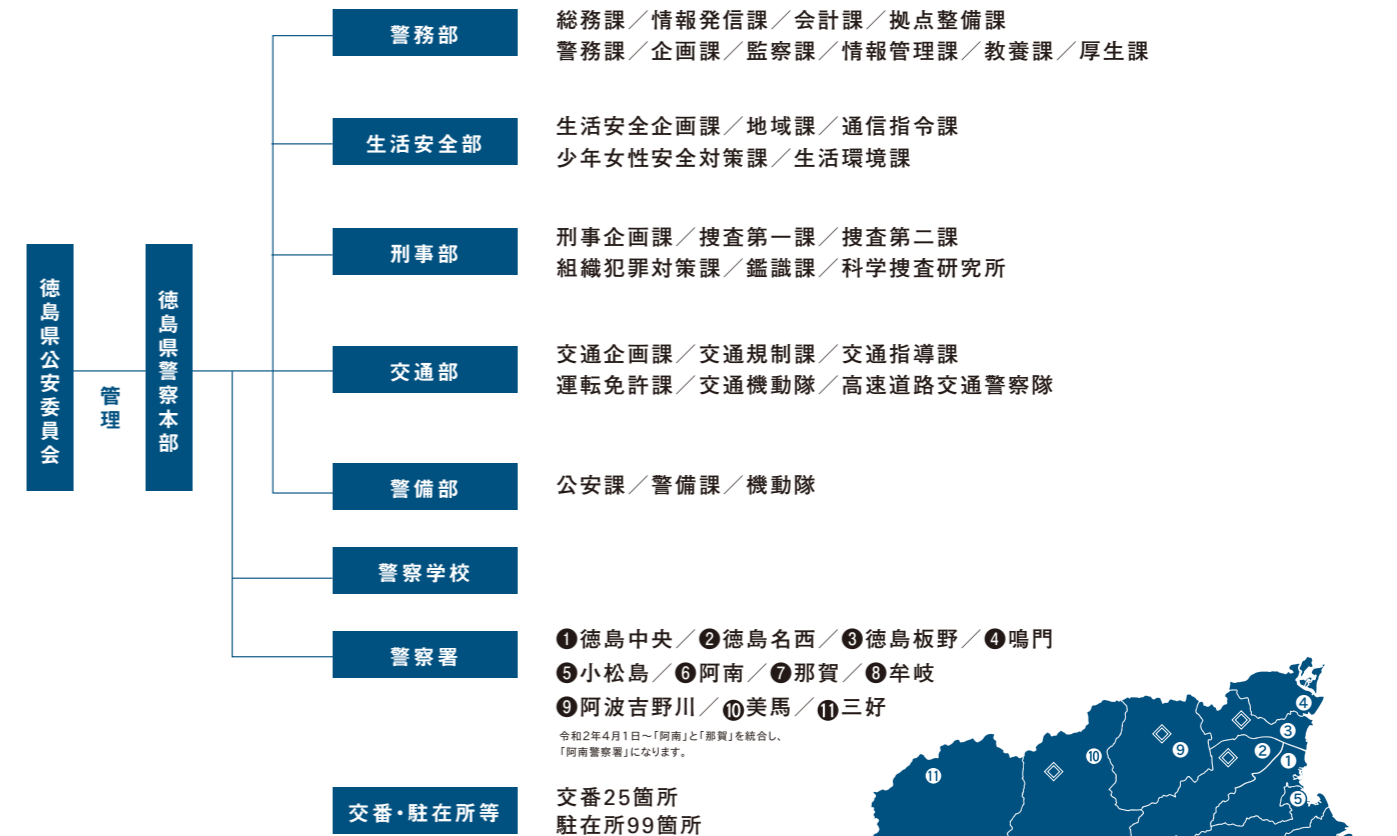 徳島県公安委員会
管理
徳島県警察本部
警務部
総務課／情報発信課／会計課／拠点整備課
警務課／企画課／監察課／情報管理課／教養課／厚生課
生活安全部
生活安全企画課／地域課／通信指令課
少年女性安全対策課／生活環境課
刑事部
刑事企画課／捜査第一課／捜査第二課
組織犯罪対策課／鑑識課／科学捜査研究所
交通部
交通企画課／交通規制課／交通指導課
運転免許課／交通機動隊／高速道路交通警察隊
警備部
公安課／警備課／機動隊
警察学校
警察署
❶徳島中央／❷徳島名西／❸徳島板野／❹鳴門
❺小松島／❻阿南／❼那賀／❽牟岐
❾阿波吉野川／❿美馬／⓫三好
令和2年4月1日～「阿南」と「那賀」を統合し、
「阿南警察署」になります。
交番・駐在所等
交番25箇所
駐在所99箇所
④
③
②
①
⑨
⑩
⑪
⑤